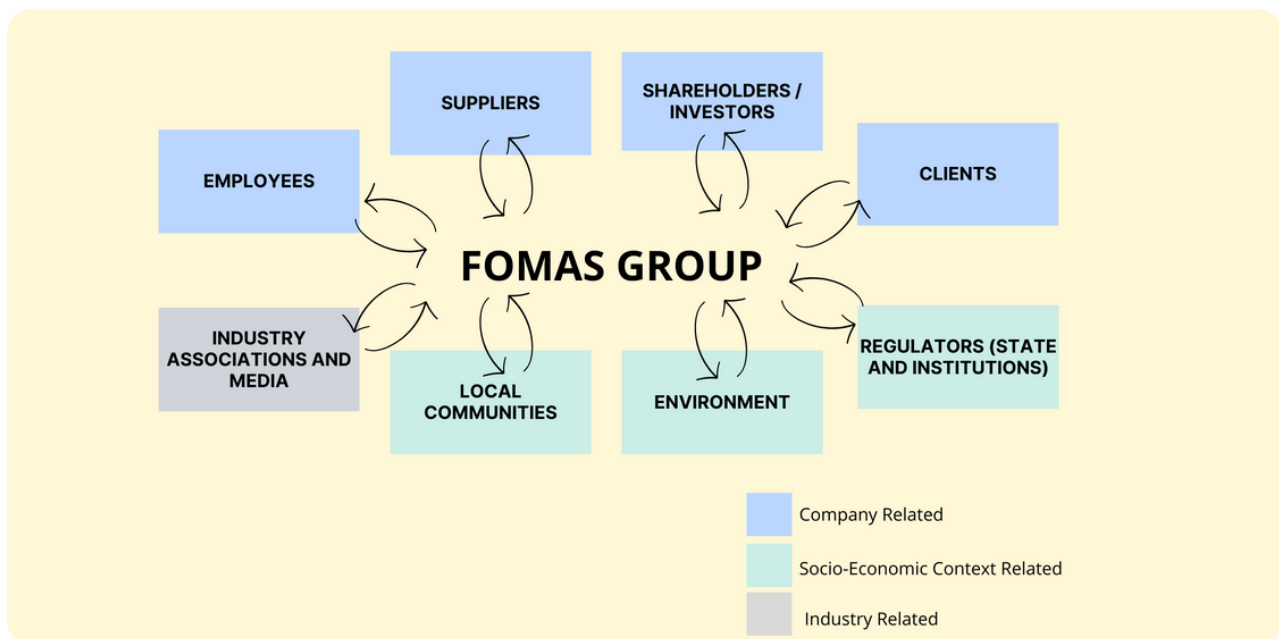 SUPPLIERS
SHAREHOLDERS /
INVESTORS
EMPLOYEES
CLIENTS
FOMAS GROUP
INDUSTRY
ASSOCIATIONS AND
MEDIA
LOCAL
COMMUNITIES
ENVIRONMENT
REGULATORS (STATE
AND INSTITUTIONS)
Company Related
Socio-Economic Context Related
Industry Related